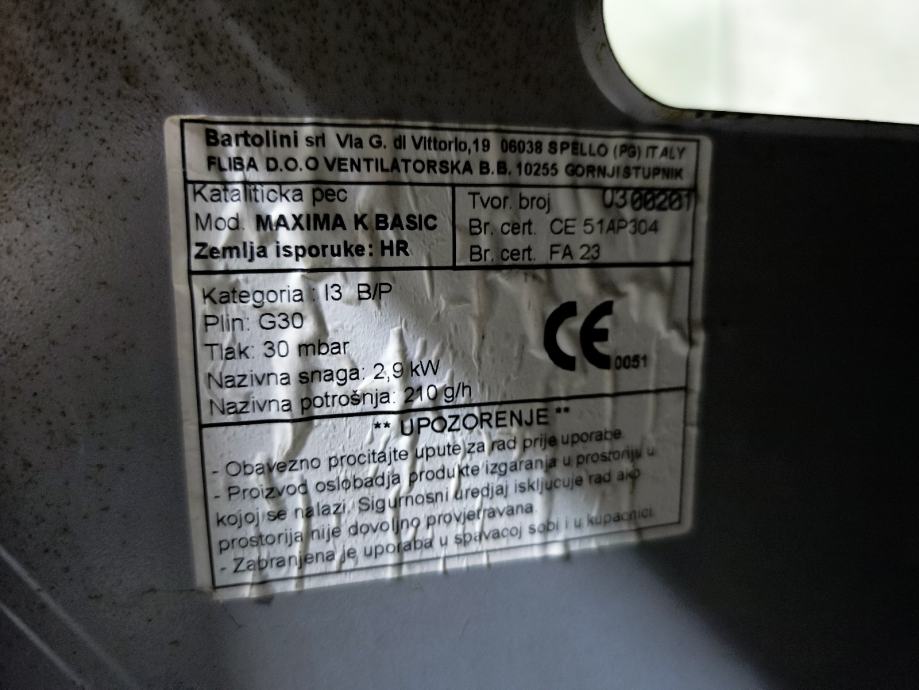 Bartolini srl Via G. di Vittorio,19 06038 SPELLO (PG) ITALY
FLIBA D.O.O VENTILATORSKA B.B. 10255 GORNJI STUPNIK
Kataliticka pec
Mod. MAXIMA K BASIC
Zemlja isporuke: HR
Tvor. broj U300201
Br. cert. CE 51AP304
Br. cert. FA 23
Kategoria : I3 B/P
Plin: G30
Tlak: 30 mbar
Nazivna snaga: 2,9 kW
Nazivna potrošnja: 210 g/h
CE 0051
** UPOZORENJE **
- Obavezno procitajte upute za rad prije uporabe
- Proizvod oslobadja produkte izgaranja u prostoriju u
kojoj se nalazi. Sigurnosni uredjaj iskljucuje rad ako
prostorija nije dovoljno provjetravana.
- Zabranjena je uporaba u spavacoj sobi i u kupaonici.